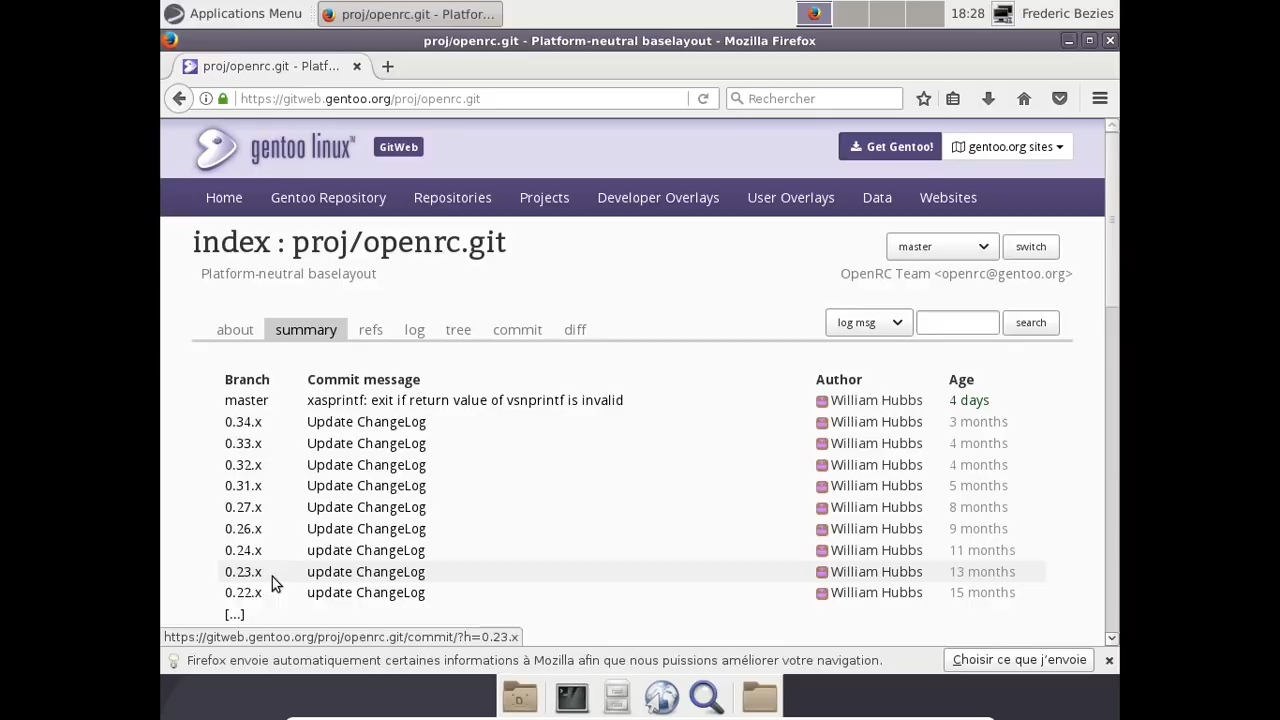 Applications Menu proj/openrc.git - Platfor... 18:28 Frederic Bezies
proj/openrc.git - Platform-neutral baselayout - Mozilla Firefox
proj/openrc.git - Platf...
https://gitweb.gentoo.org/proj/openrc.git Rechercher
gentoo linux™ GitWeb Get Gentoo! gentoo.org sites
Home Gentoo Repository Repositories Projects Developer Overlays User Overlays Data Websites
index : proj/openrc.git master switch
Platform-neutral baselayout OpenRC Team <openrc@gentoo.org>
about summary refs log tree commit diff log msg search
Branch Commit message Author Age
master xasprintf: exit if return value of vsnprintf is invalid William Hubbs 4 days
0.34.x Update ChangeLog William Hubbs 3 months
0.33.x Update ChangeLog William Hubbs 4 months
0.32.x Update ChangeLog William Hubbs 4 months
0.31.x Update ChangeLog William Hubbs 5 months
0.27.x Update ChangeLog William Hubbs 8 months
0.26.x Update ChangeLog William Hubbs 9 months
0.24.x update ChangeLog William Hubbs 11 months
0.23.x update ChangeLog William Hubbs 13 months
0.22.x update ChangeLog William Hubbs 15 months
[...]
https://gitweb.gentoo.org/proj/openrc.git/commit/?h=0.23.x
Firefox envoie automatiquement certaines informations à Mozilla afin que nous puissions améliorer votre navigation. Choisir ce que j'envoie